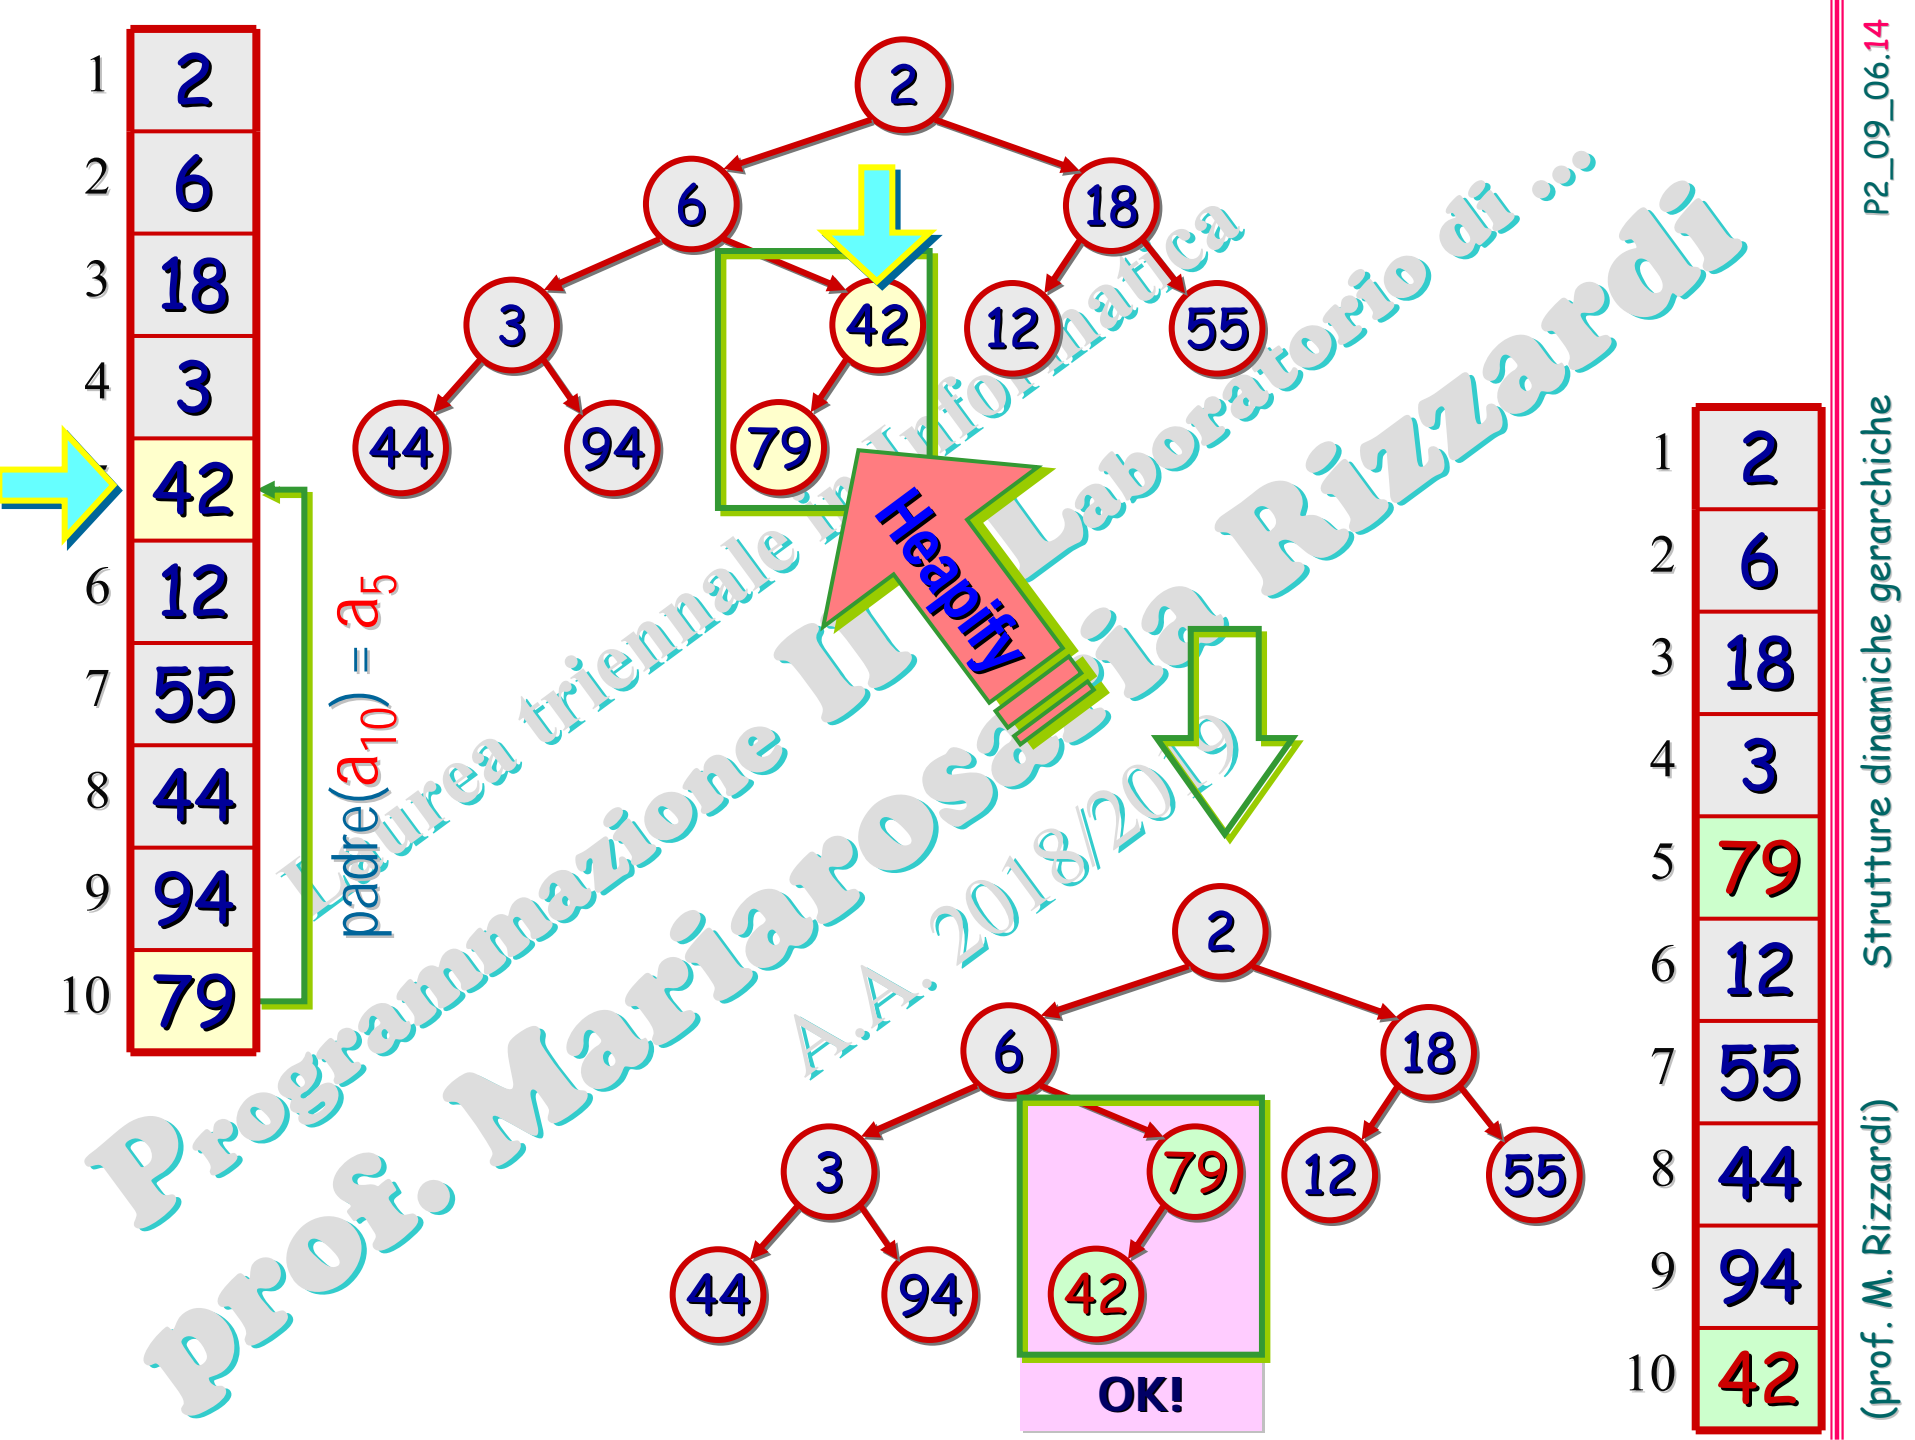 1 2
2 6
3 18
4 3
42
6 12
7 55
8 44
9 94
10 79
padre(a10) = a5
2
6 18
3 42 12 55
44 94 79
Heapify
2
6 18
3 79 12 55
44 94 42
OK!
1 2
2 6
3 18
4 3
5 79
6 12
7 55
8 44
9 94
10 42
Laurea triennale in Informatica
Programmazione II Laboratorio di ...
prof. Mariarosaria Rizzardi
A.A. 2018/2019
P2_09_06.14
Strutture dinamiche gerarchiche
(prof. M. Rizzardi)